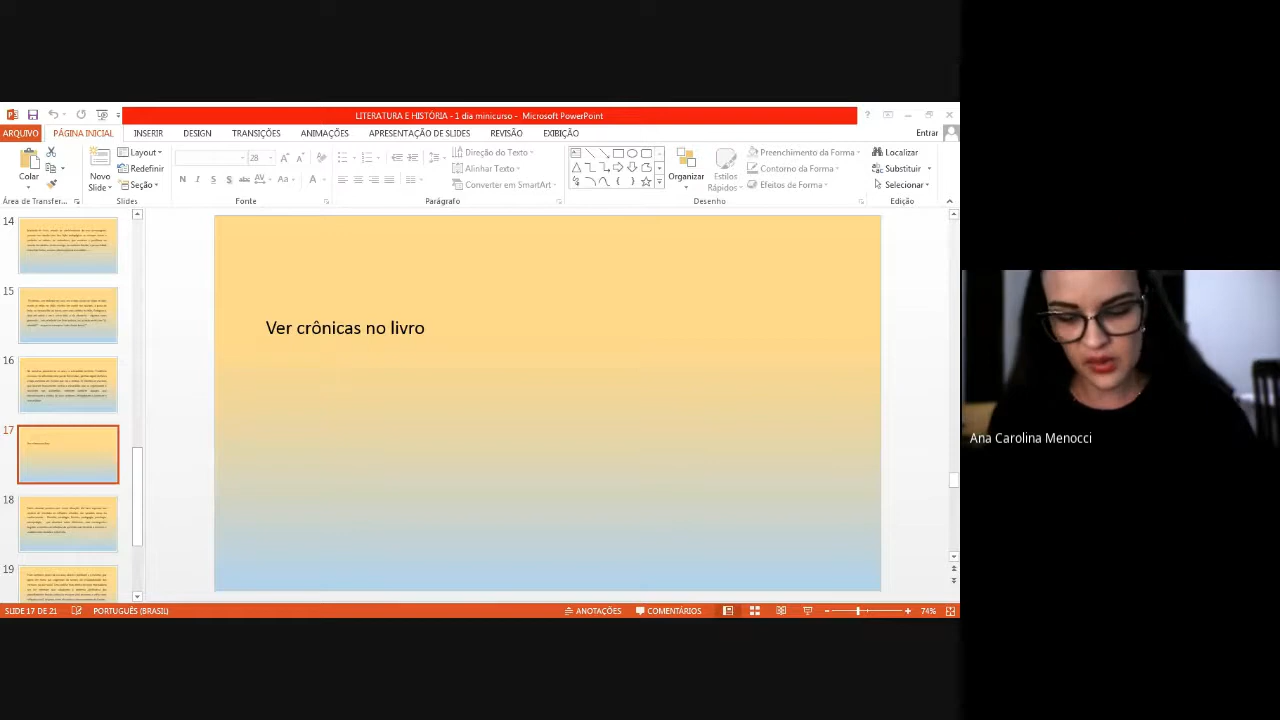 LITERATURA E HISTÓRIA - 1 dia minicurso - Microsoft PowerPoint
ARQUIVO PÁGINA INICIAL INSERIR DESIGN TRANSIÇÕES ANIMAÇÕES APRESENTAÇÃO DE SLIDES REVISÃO EXIBIÇÃO Entrar
Colar
Novo Slide
Layout
Redefinir
Seção
28
N I S S abc AV Aa A
Direção do Texto
Alinhar Texto
Converter em SmartArt
Organizar
Estilos Rápidos
Preenchimento da Forma
Contorno da Forma
Efeitos de Forma
Localizar
Substituir
Selecionar
Área de Transfer... Slides Fonte Parágrafo Desenho Edição
14
15
16
17
18
19
Ver crônicas no livro
Ana Carolina Menocci
SLIDE 17 DE 21 PORTUGUÊS (BRASIL) ANOTAÇÕES COMENTÁRIOS 74%